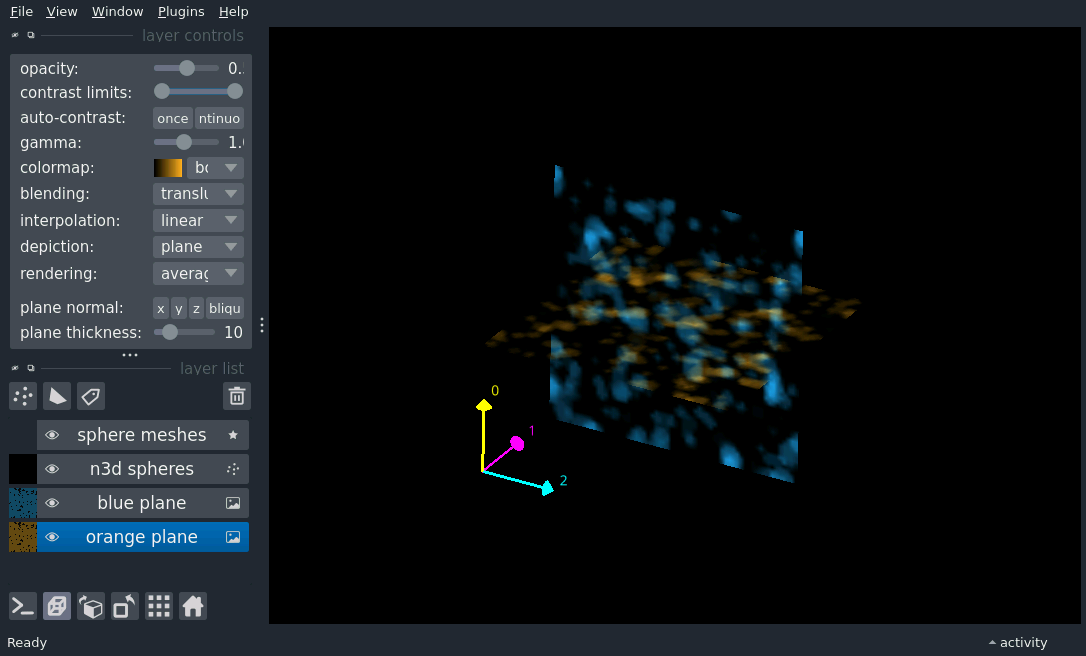 File View Window Plugins Help
layer controls
opacity: 0.
contrast limits:
auto-contrast: once ntinuo
gamma: 1.
colormap: bo
blending: transl
interpolation: linear
depiction: plane
rendering: averag
plane normal: x y z bliqu
plane thickness: 10
layer list
sphere meshes
n3d spheres
blue plane
orange plane
0
1
2
Ready
activity